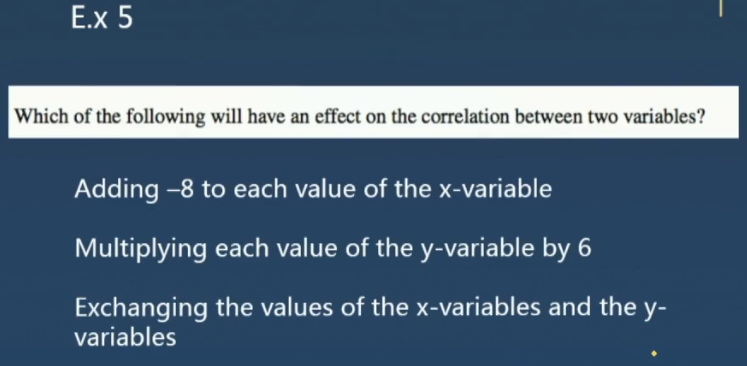 E.x 5
Which of the following will have an effect on the correlation between two variables?
Adding –8 to each value of the x-variable
Multiplying each value of the y-variable by 6
Exchanging the values of the x-variables and the y-
variables